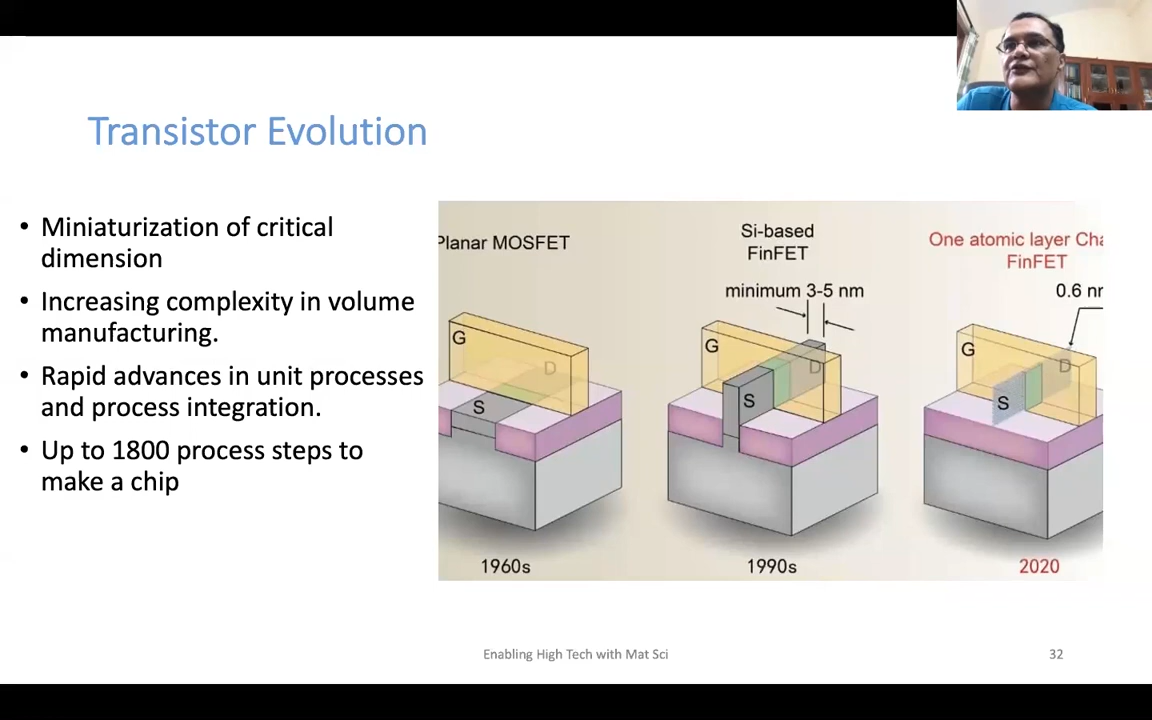 Transistor Evolution
• Miniaturization of critical
dimension
• Increasing complexity in volume
manufacturing.
• Rapid advances in unit processes
and process integration.
• Up to 1800 process steps to
make a chip
Planar MOSFET
G
D
S
1960s
Si-based
FinFET
minimum 3-5 nm
G
D
S
1990s
One atomic layer Cha
FinFET
0.6 nm
G
D
S
2020
Enabling High Tech with Mat Sci
32